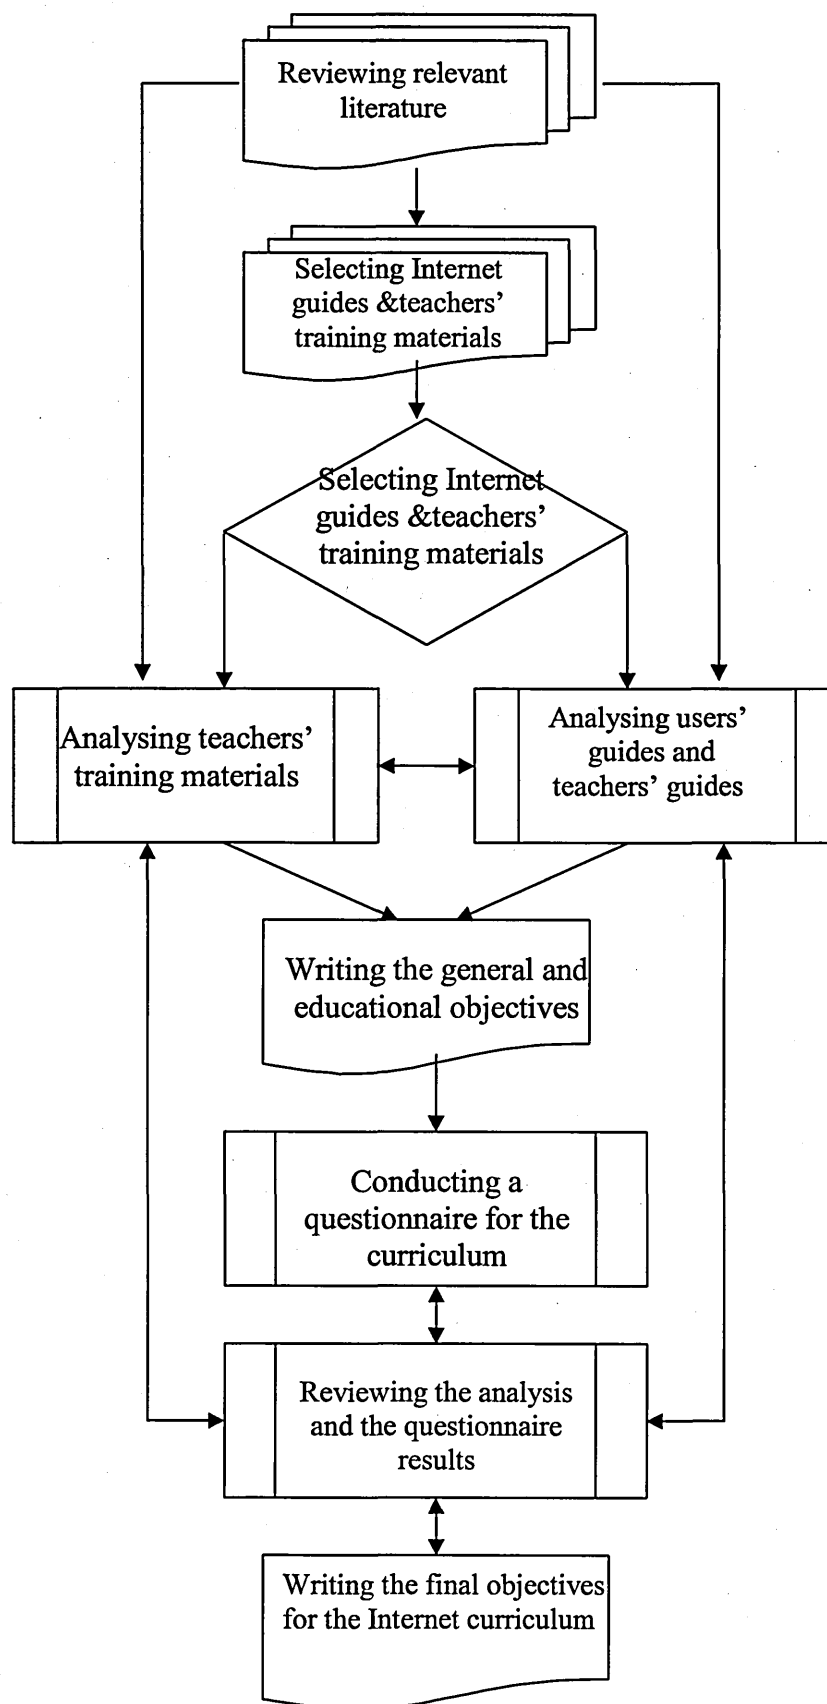 Reviewing relevant
literature
Selecting Internet
guides &teachers'
training materials
Selecting Internet
guides &teachers'
training materials
Analysing teachers'
training materials
Analysing users'
guides and
teachers' guides
Writing the general and
educational objectives
Conducting a
questionnaire for the
curriculum
Reviewing the analysis
and the questionnaire
results
Writing the final objectives
for the Internet curriculum